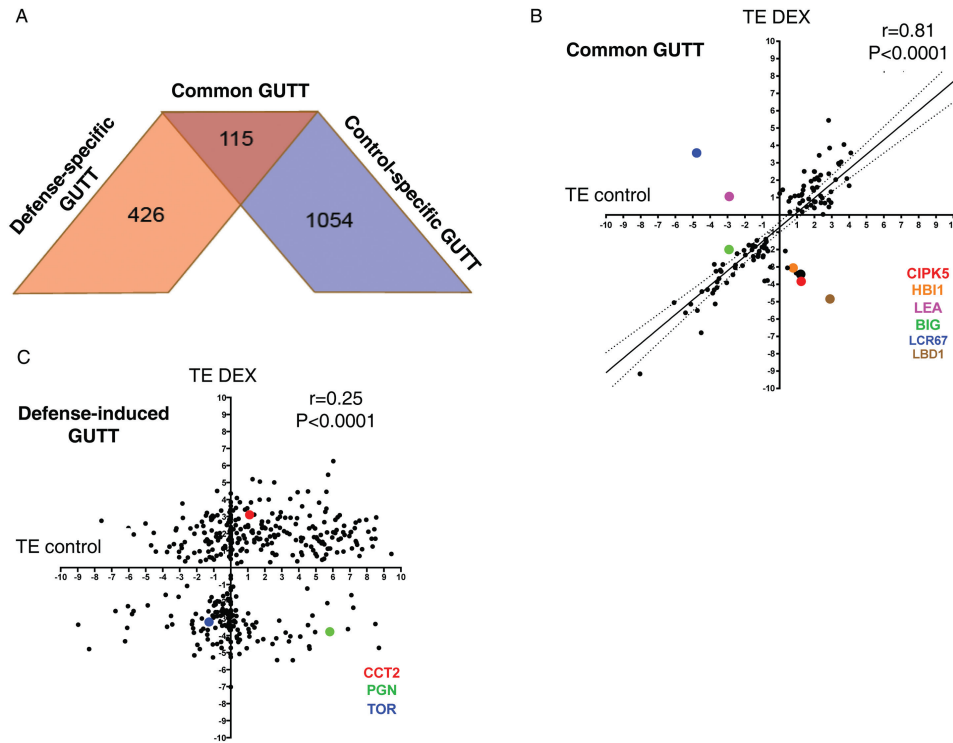 A
Defense-specific
GUTT
Common GUTT
Control-specific GUTT
115
426
1054
B
TE DEX
r=0.81
P<0.0001
Common GUTT
TE control
10
9
8
7
6
5
4
3
2
1
-10 -9 -8 -7 -6 -5 -4 -3 -2 -1 0 1 2 3 4 5 6 7 8 9 10
-2
-3
-4
-5
-6
-7
-8
-9
-10
CIPK5
HBI1
LEA
BIG
LCR67
LBD1
C
TE DEX
r=0.25
P<0.0001
Defense-induced
GUTT
TE control
10
9
8
7
6
5
4
3
2
1
-10 -9 -8 -7 -6 -5 -4 -3 -2 -1 0 1 2 3 4 5 6 7 8 9 10
-1
-5
-6
-7
-8
-9
-10
CCT2
PGN
TOR